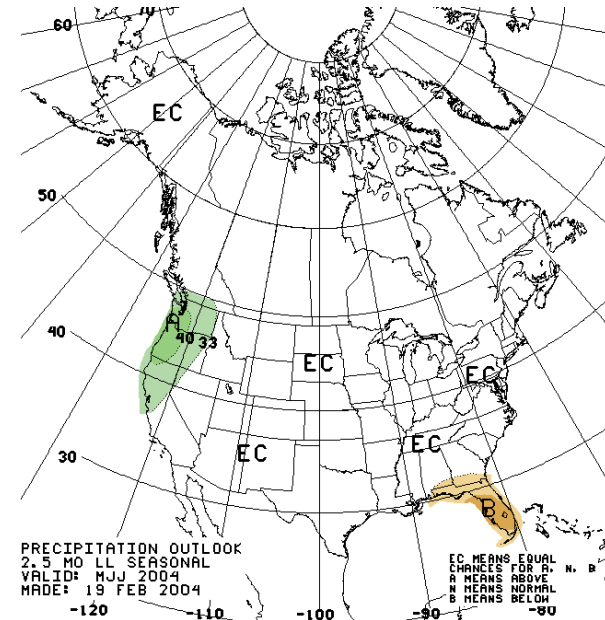 70
60
EC
50
A
40 33
40
EC
EC
EC
EC
30
B
PRECIPITATION OUTLOOK
2.5 MO LL SEASONAL
VALID: MJJ 2004
MADE: 19 FEB 2004
EC MEANS EQUAL
CHANCES FOR A, N, B
A MEANS ABOVE
N MEANS NORMAL
B MEANS BELOW
-120
-110
-100
-90
-80